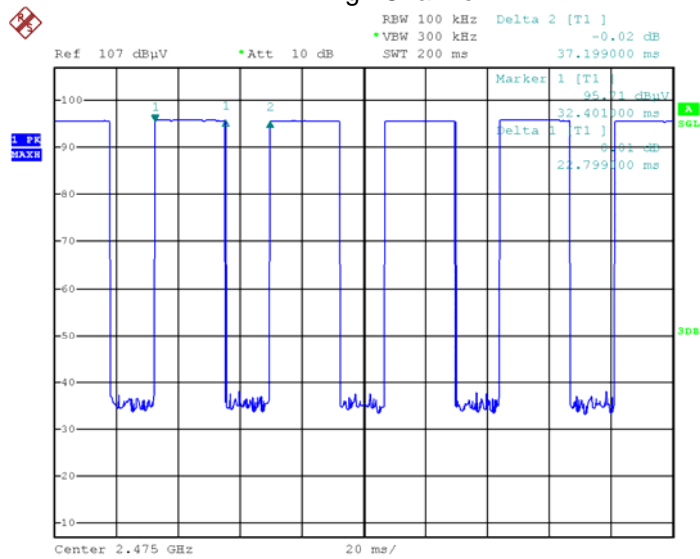 RBW 100 kHz Delta 2 [T1 ]
*VBW 300 kHz -0.02 dB
Ref 107 dBµV *Att 10 dB SWT 200 ms 37.199000 ms
Marker 1 [T1 ]
95.71 dBµV
32.401000 ms
Delta 1 [T1 ]
0.01 dB
22.799000 ms
1 PK
MAXH
A
SGL
3DB
1
1
2
100
90
80
70
60
50
40
30
20
10
Center 2.475 GHz 20 ms/